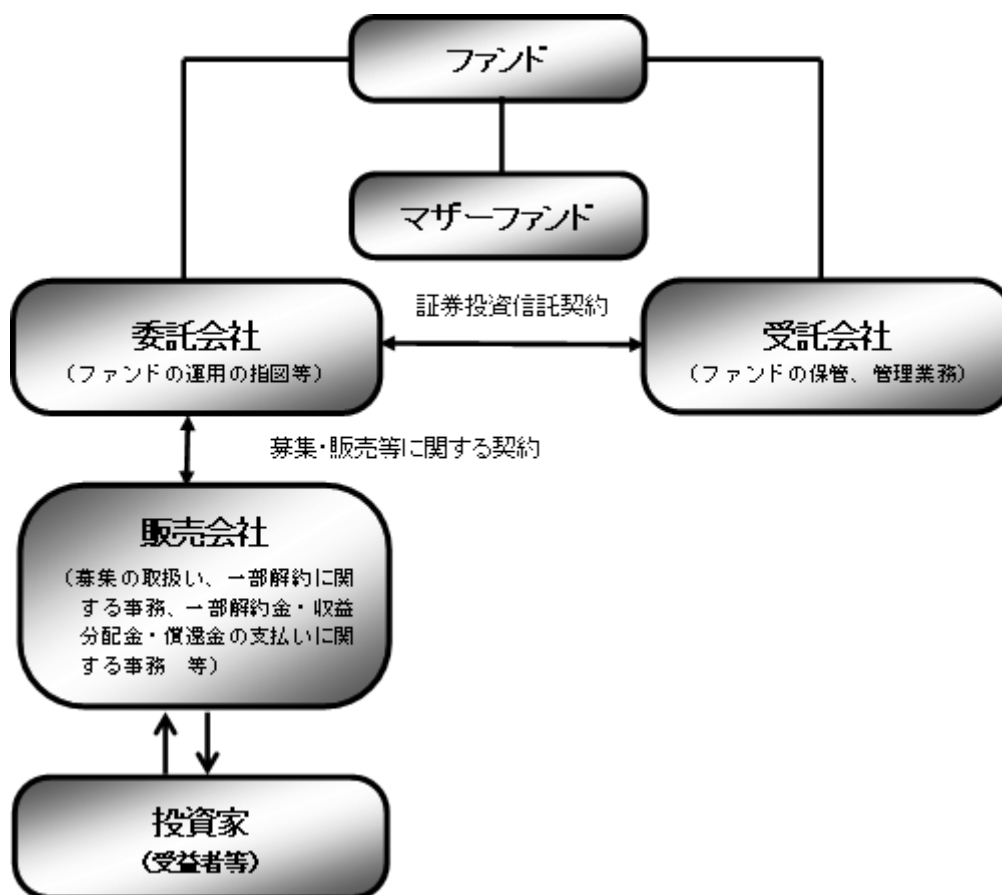 ファンド
マザーファンド
証券投資信託契約
委託会社
（ファンドの運用の指図等）
受託会社
（ファンドの保管、管理業務）
募集・販売等に関する契約
販売会社
（募集の取扱い、一部解約に関
する事務、一部解約金・収益
分配金・償還金の支払いに関
する事務　等）
投資家
（受益者等）